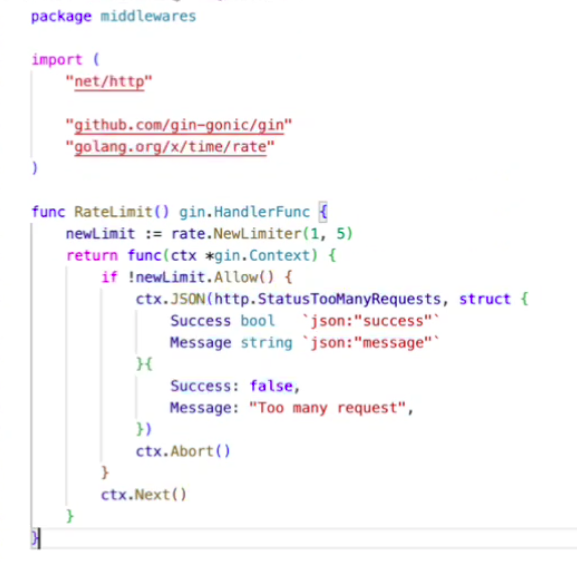 package middlewares
import (
"net/http"
"github.com/gin-gonic/gin"
"golang.org/x/time/rate"
)
func RateLimit() gin.HandlerFunc {
newLimit := rate.NewLimiter(1, 5)
return func(ctx *gin.Context) {
if !newLimit.Allow() {
ctx.JSON(http.StatusTooManyRequests, struct {
Success bool   `json:"success"`
Message string `json:"message"`
}{
Success: false,
Message: "Too many request",
})
ctx.Abort()
}
ctx.Next()
}
}